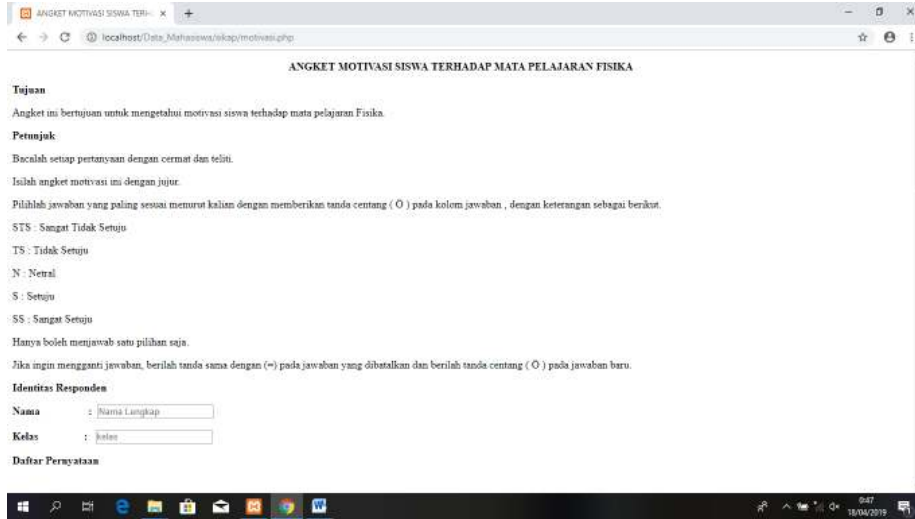 ANGKET MOTIVASI SISWA TERH
localhost/Data_Mahasiswa/sikap/motivasi.php
ANGKET MOTIVASI SISWA TERHADAP MATA PELAJARAN FISIKA
Tujuan
Angket ini bertujuan untuk mengetahui motivasi siswa terhadap mata pelajaran Fisika.
Petunjuk
Bacalah setiap pertanyaan dengan cermat dan teliti.
Isilah angket motivasi ini dengan jujur.
Pilihlah jawaban yang paling sesuai menurut kalian dengan memberikan tanda centang ( Ö ) pada kolom jawaban , dengan keterangan sebagai berikut.
STS : Sangat Tidak Setuju
TS : Tidak Setuju
N : Netral
S : Setuju
SS : Sangat Setuju
Hanya boleh menjawab satu pilihan saja.
Jika ingin mengganti jawaban, berilah tanda sama dengan (=) pada jawaban yang dibatalkan dan berilah tanda centang ( Ö ) pada jawaban baru.
Identitas Responden
Nama : Nama Lengkap
Kelas : kelas
Daftar Pernyataan
0:47
18/04/2019